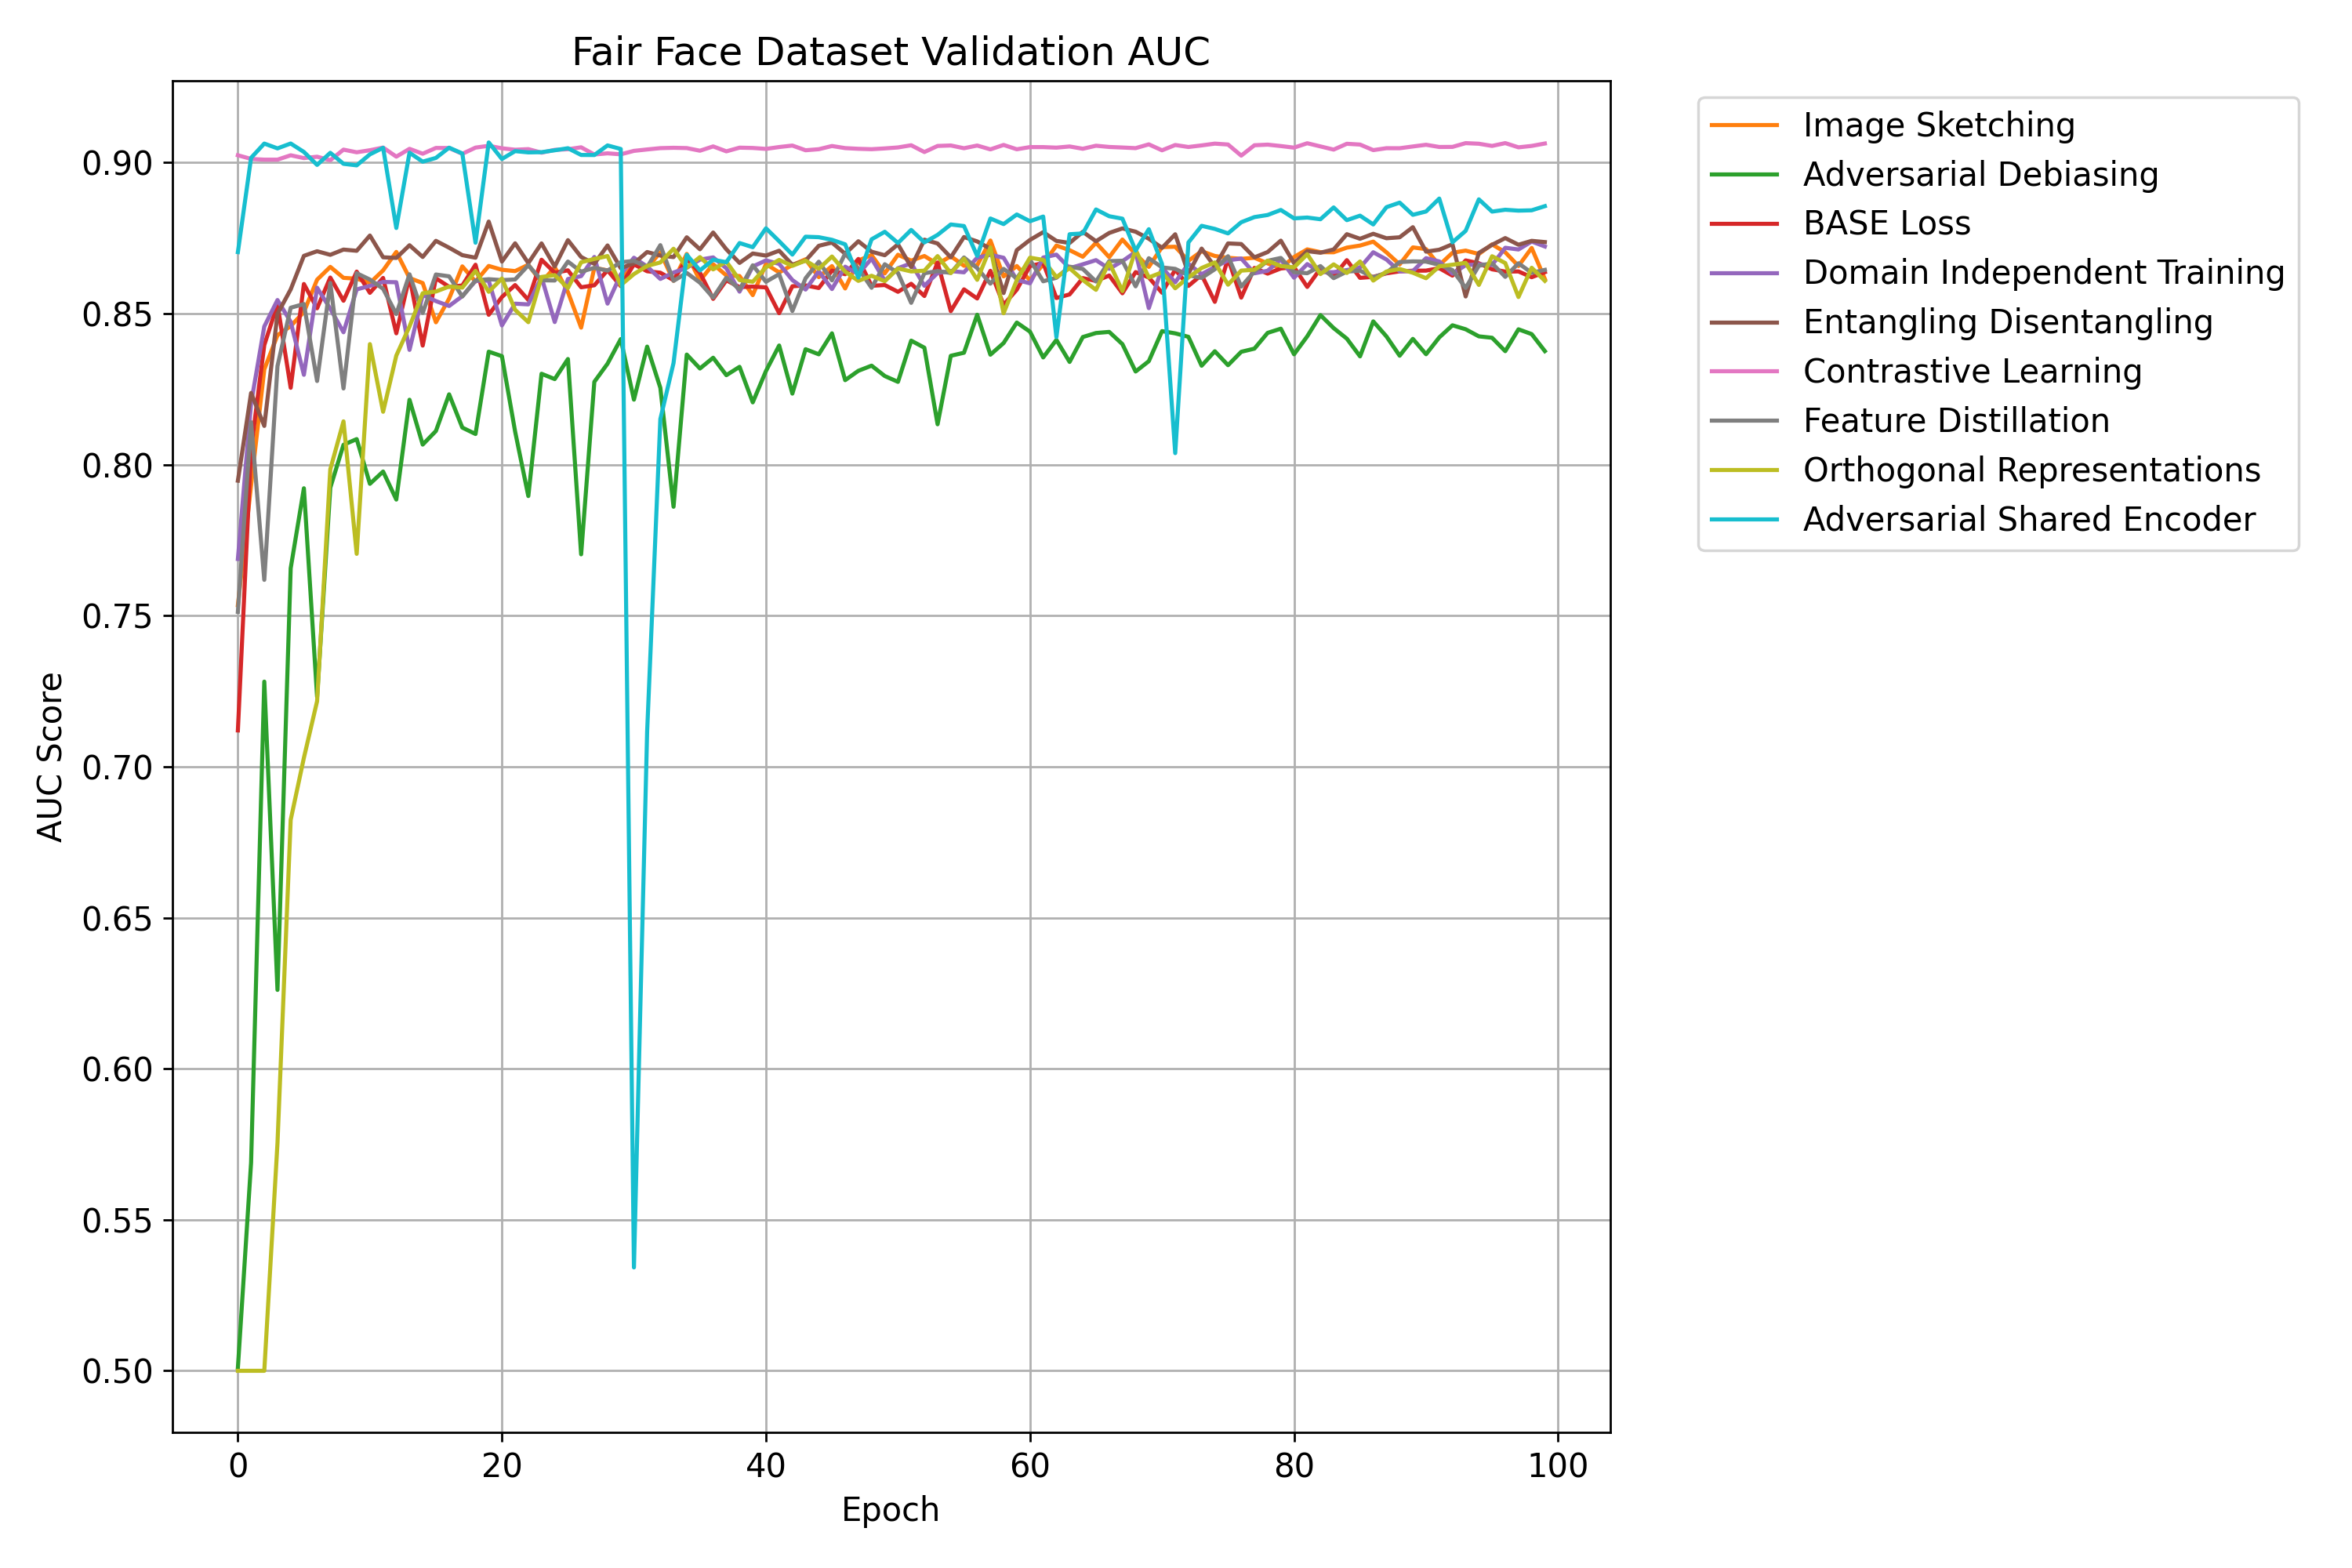 Fair Face Dataset Validation AUC
Image Sketching
Adversarial Debiasing
BASE Loss
Domain Independent Training
Entangling Disentangling
Contrastive Learning
Feature Distillation
Orthogonal Representations
Adversarial Shared Encoder
AUC Score
0.90
0.85
0.80
0.75
0.70
0.65
0.60
0.55
0.50
0 20 40 60 80 100
Epoch